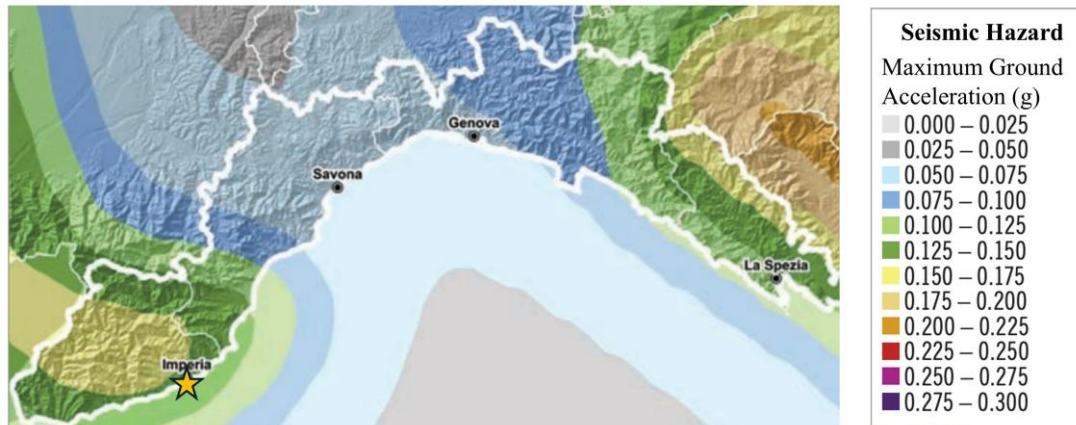 Genova
Savona
La Spezia
Imperia
Seismic Hazard
Maximum Ground
Acceleration (g)
0.000 – 0.025
0.025 – 0.050
0.050 – 0.075
0.075 – 0.100
0.100 – 0.125
0.125 – 0.150
0.150 – 0.175
0.175 – 0.200
0.200 – 0.225
0.225 – 0.250
0.250 – 0.275
0.275 – 0.300